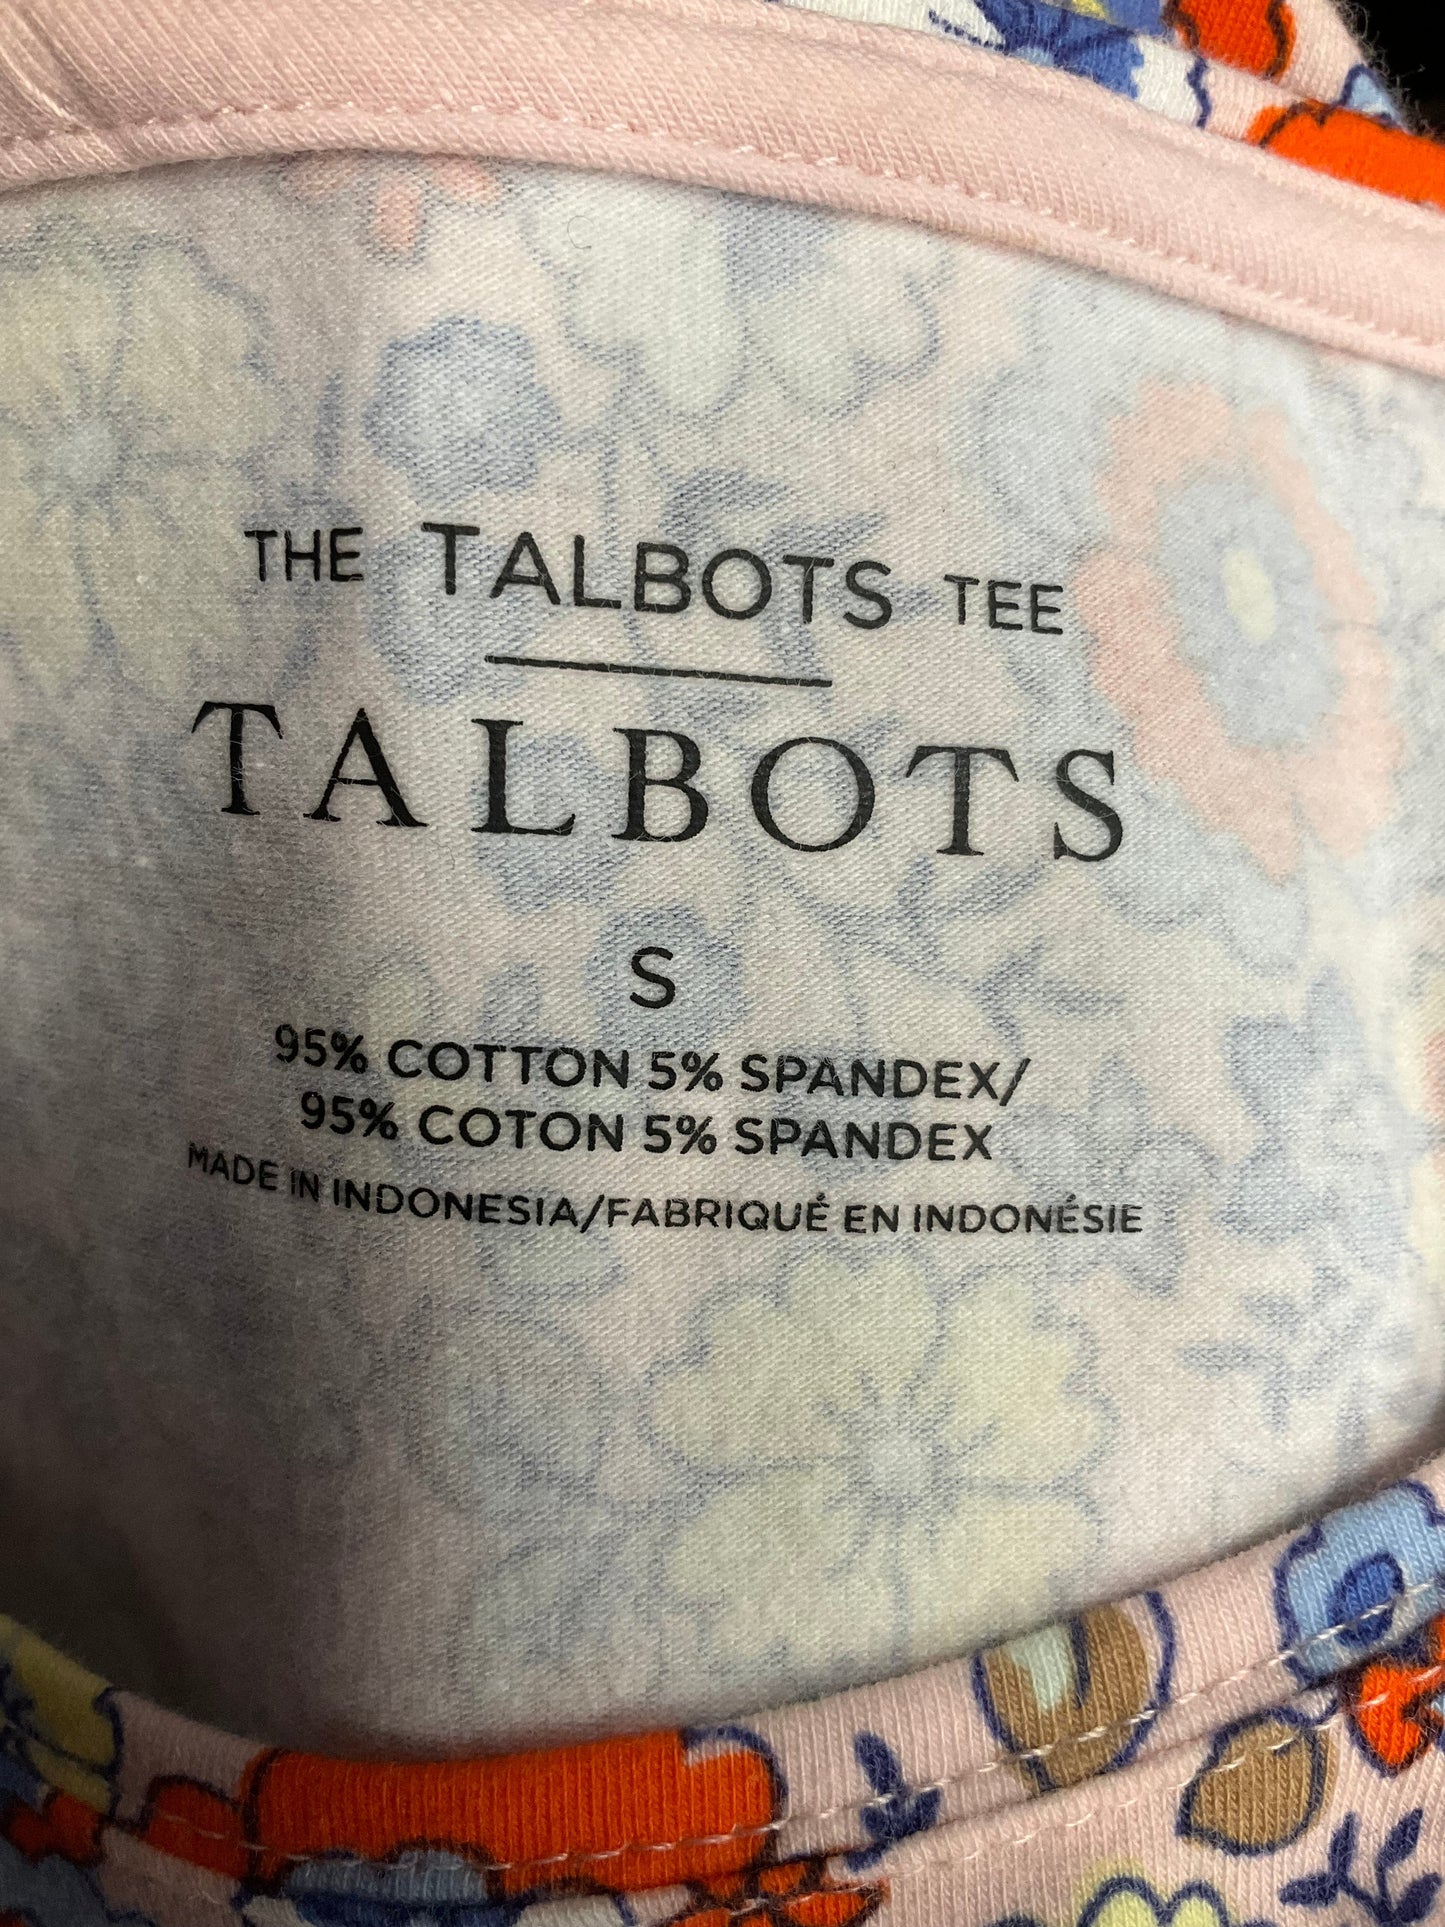 THE TALBOTS TEE
TALBOTS
S
95% COTTON 5% SPANDEX/
95% COTON 5% SPANDEX
MADE IN INDONESIA/FABRIQUÉ EN INDONÉSIE